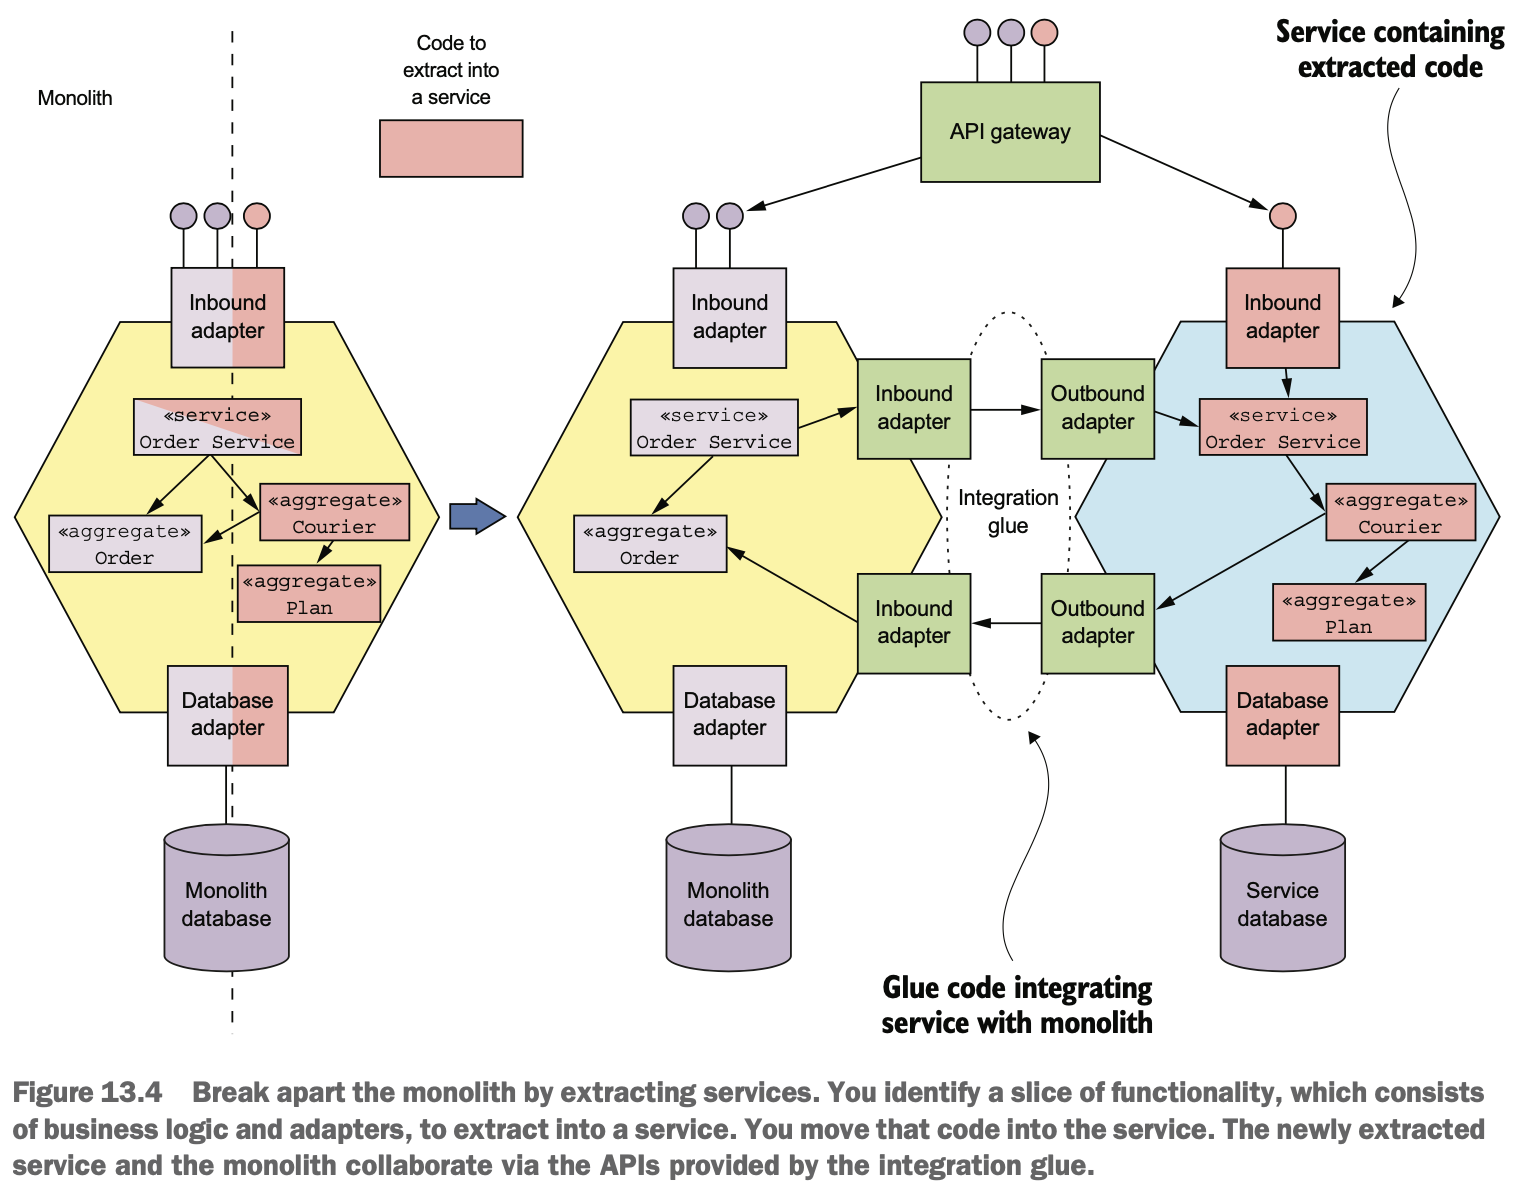 Monolith
Code to
extract into
a service
Inbound
adapter
«service»
Order Service
«aggregate»
Order
«aggregate»
Courier
«aggregate»
Plan
Database
adapter
Monolith
database
API gateway
Service containing
extracted code
Inbound
adapter
«service»
Order Service
«aggregate»
Order
Database
adapter
Monolith
database
Inbound
adapter
Outbound
adapter
Integration
glue
Inbound
adapter
Outbound
adapter
Inbound
adapter
«service»
Order Service
«aggregate»
Courier
«aggregate»
Plan
Database
adapter
Service
database
Glue code integrating
service with monolith
Figure 13.4 Break apart the monolith by extracting services. You identify a slice of functionality, which consists
of business logic and adapters, to extract into a service. You move that code into the service. The newly extracted
service and the monolith collaborate via the APIs provided by the integration glue.